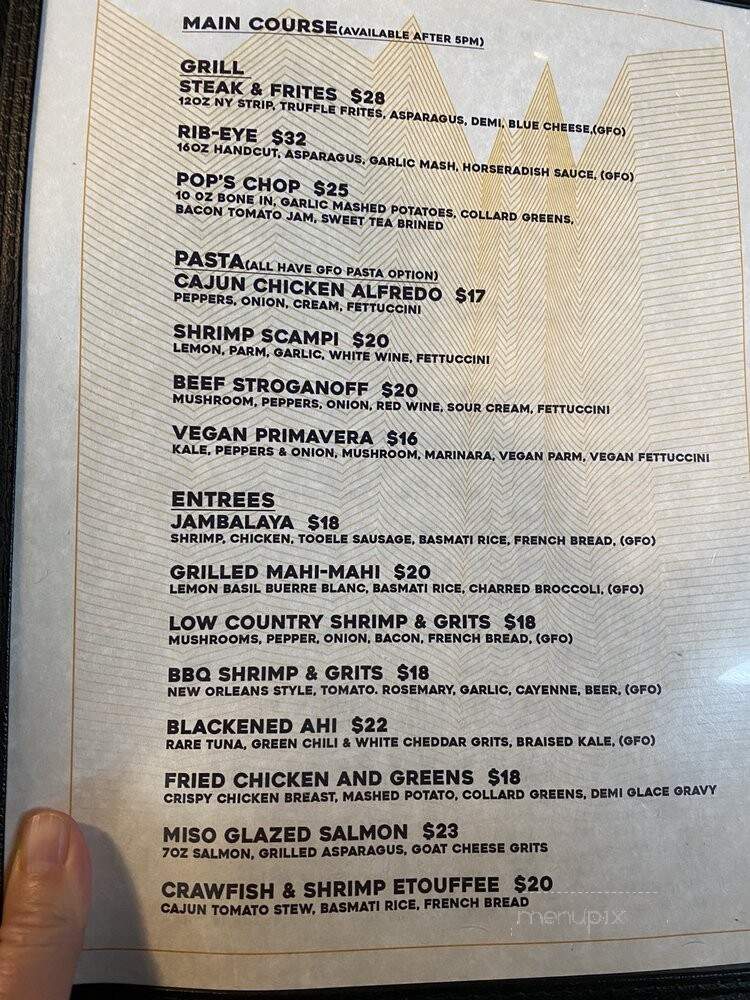 MAIN COURSE(AVAILABLE AFTER 5PM)
GRILL
STEAK & FRITES $28
12OZ NY STRIP, TRUFFLE FRITES, ASPARAGUS, DEMI, BLUE CHEESE,(GFO)
RIB-EYE $32
16OZ HANDCUT, ASPARAGUS, GARLIC MASH, HORSERADISH SAUCE, (GFO)
POP'S CHOP $25
10 OZ BONE IN, GARLIC MASHED POTATOES, COLLARD GREENS,
BACON TOMATO JAM, SWEET TEA BRINED
PASTA(ALL HAVE GFO PASTA OPTION)
CAJUN CHICKEN ALFREDO $17
PEPPERS, ONION, CREAM, FETTUCCINI
SHRIMP SCAMPI $20
LEMON, PARM, GARLIC, WHITE WINE, FETTUCCINI
BEEF STROGANOFF $20
MUSHROOM, PEPPERS, ONION, RED WINE, SOUR CREAM, FETTUCCINI
VEGAN PRIMAVERA $16
KALE, PEPPERS & ONION, MUSHROOM, MARINARA, VEGAN PARM, VEGAN FETTUCCINI
ENTREES
JAMBALAYA $18
SHRIMP, CHICKEN, TOOELE SAUSAGE, BASMATI RICE, FRENCH BREAD, (GFO)
GRILLED MAHI-MAHI $20
LEMON BASIL BUERRE BLANC, BASMATI RICE, CHARRED BROCCOLI, (GFO)
LOW COUNTRY SHRIMP & GRITS $18
MUSHROOMS, PEPPER, ONION, BACON, FRENCH BREAD, (GFO)
BBQ SHRIMP & GRITS $18
NEW ORLEANS STYLE, TOMATO. ROSEMARY, GARLIC, CAYENNE, BEER, (GFO)
BLACKENED AHI $22
RARE TUNA, GREEN CHILI & WHITE CHEDDAR GRITS, BRAISED KALE, (GFO)
FRIED CHICKEN AND GREENS $18
CRISPY CHICKEN BREAST, MASHED POTATO, COLLARD GREENS, DEMI GLACE GRAVY
MISO GLAZED SALMON $23
7OZ SALMON, GRILLED ASPARAGUS, GOAT CHEESE GRITS
CRAWFISH & SHRIMP ETOUFFEE $20
CAJUN TOMATO STEW, BASMATI RICE, FRENCH BREAD
menupix